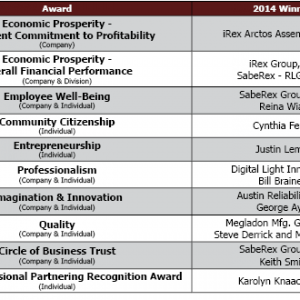 Award
2014 Winn
Economic Prosperity -
ent Commitment to Profitability
(Company)
iRex Arctos Assem
Economic Prosperity -
erall Financial Performance
(Company & Division)
iRex Group,
SabeRex - RLG
Employee Well-Being
(Company & Individual)
SabeRex Grou
Reina Wia
Community Citizenship
(Individual)
Cynthia Fe
Entrepreneurship
(Individual)
Justin Lem
Professionalism
(Company & Individual)
Digital Light Inn
Bill Braine
magination & Innovation
(Company & Individual)
Austin Reliabilit
George Ay
Quality
(Company & Individual)
Megladon Mfg. G
Steve Derrick and M
Circle of Business Trust
(Company & Individual)
SabeRex Grou
Keith Smi
sional Partnering Recognition Award
(Individual)
Karolyn Knaac